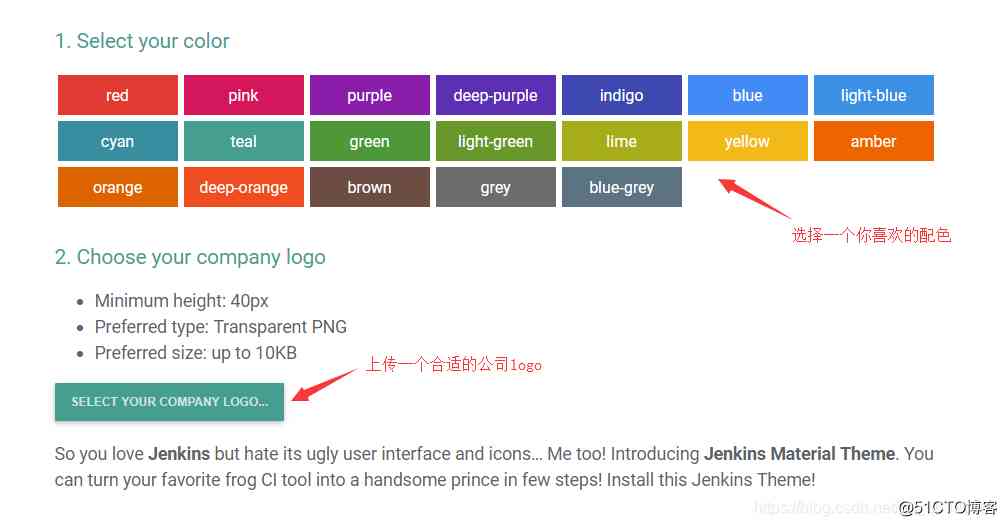 1. Select your color
red pink purple deep-purple indigo blue light-blue
cyan teal green light-green lime yellow amber
orange deep-orange brown grey blue-grey
选择一个你喜欢的配色
2. Choose your company logo
Minimum height: 40px
Preferred type: Transparent PNG
Preferred size: up to 10KB
上传一个合适的公司logo
SELECT YOUR COMPANY LOGO...
So you love Jenkins but hate its ugly user interface and icons... Me too! Introducing Jenkins Material Theme. You
can turn your favorite frog CI tool into a handsome prince in few steps! Install this Jenkins Theme!
https://blog.csdn.net
@51CTO博客